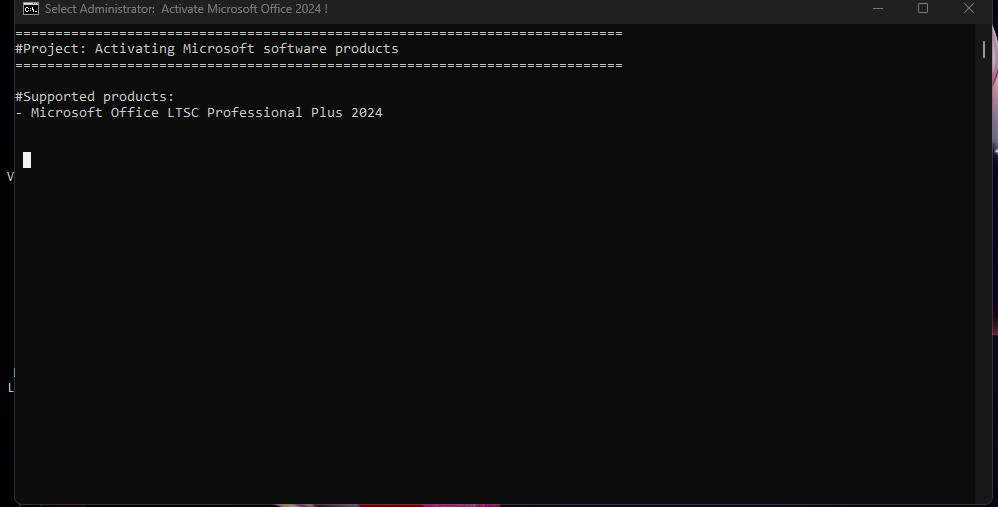 Select Administrator:  Activate Microsoft Office 2024 !
============================================================================
#Project: Activating Microsoft software products
============================================================================
#Supported products:
- Microsoft Office LTSC Professional Plus 2024
V
L